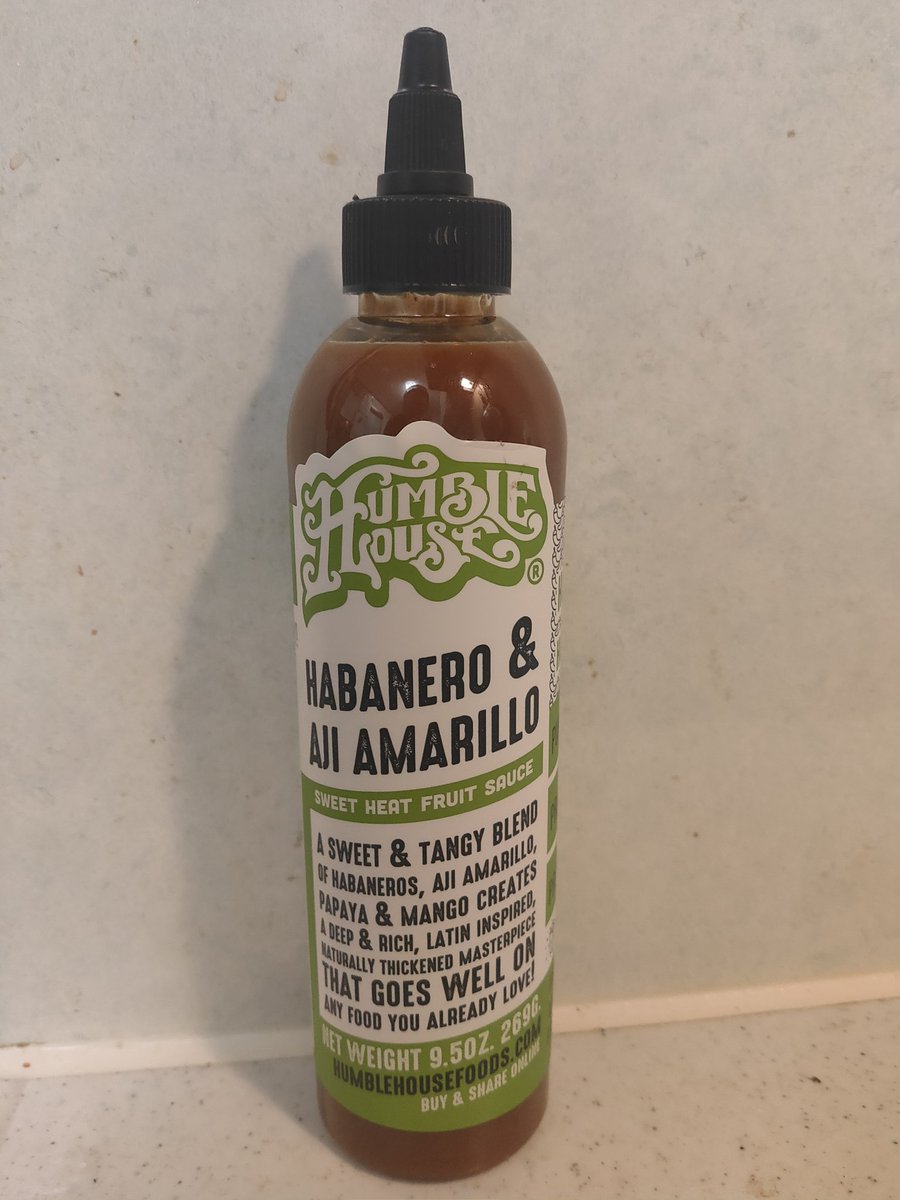 HUMBLE
HOUSE
®
HABANERO &
AJI AMARILLO
SWEET HEAT FRUIT SAUCE
A SWEET & TANGY BLEND
OF HABANEROS, AJI AMARILLO,
PAPAYA & MANGO CREATES
A DEEP & RICH, LATIN INSPIRED,
NATURALLY THICKENED MASTERPIECE
THAT GOES WELL ON
ANY FOOD YOU ALREADY LOVE!
NET WEIGHT 9.5OZ. 269G.
HUMBLEHOUSEFOODS.COM
BUY & SHARE ONLINE